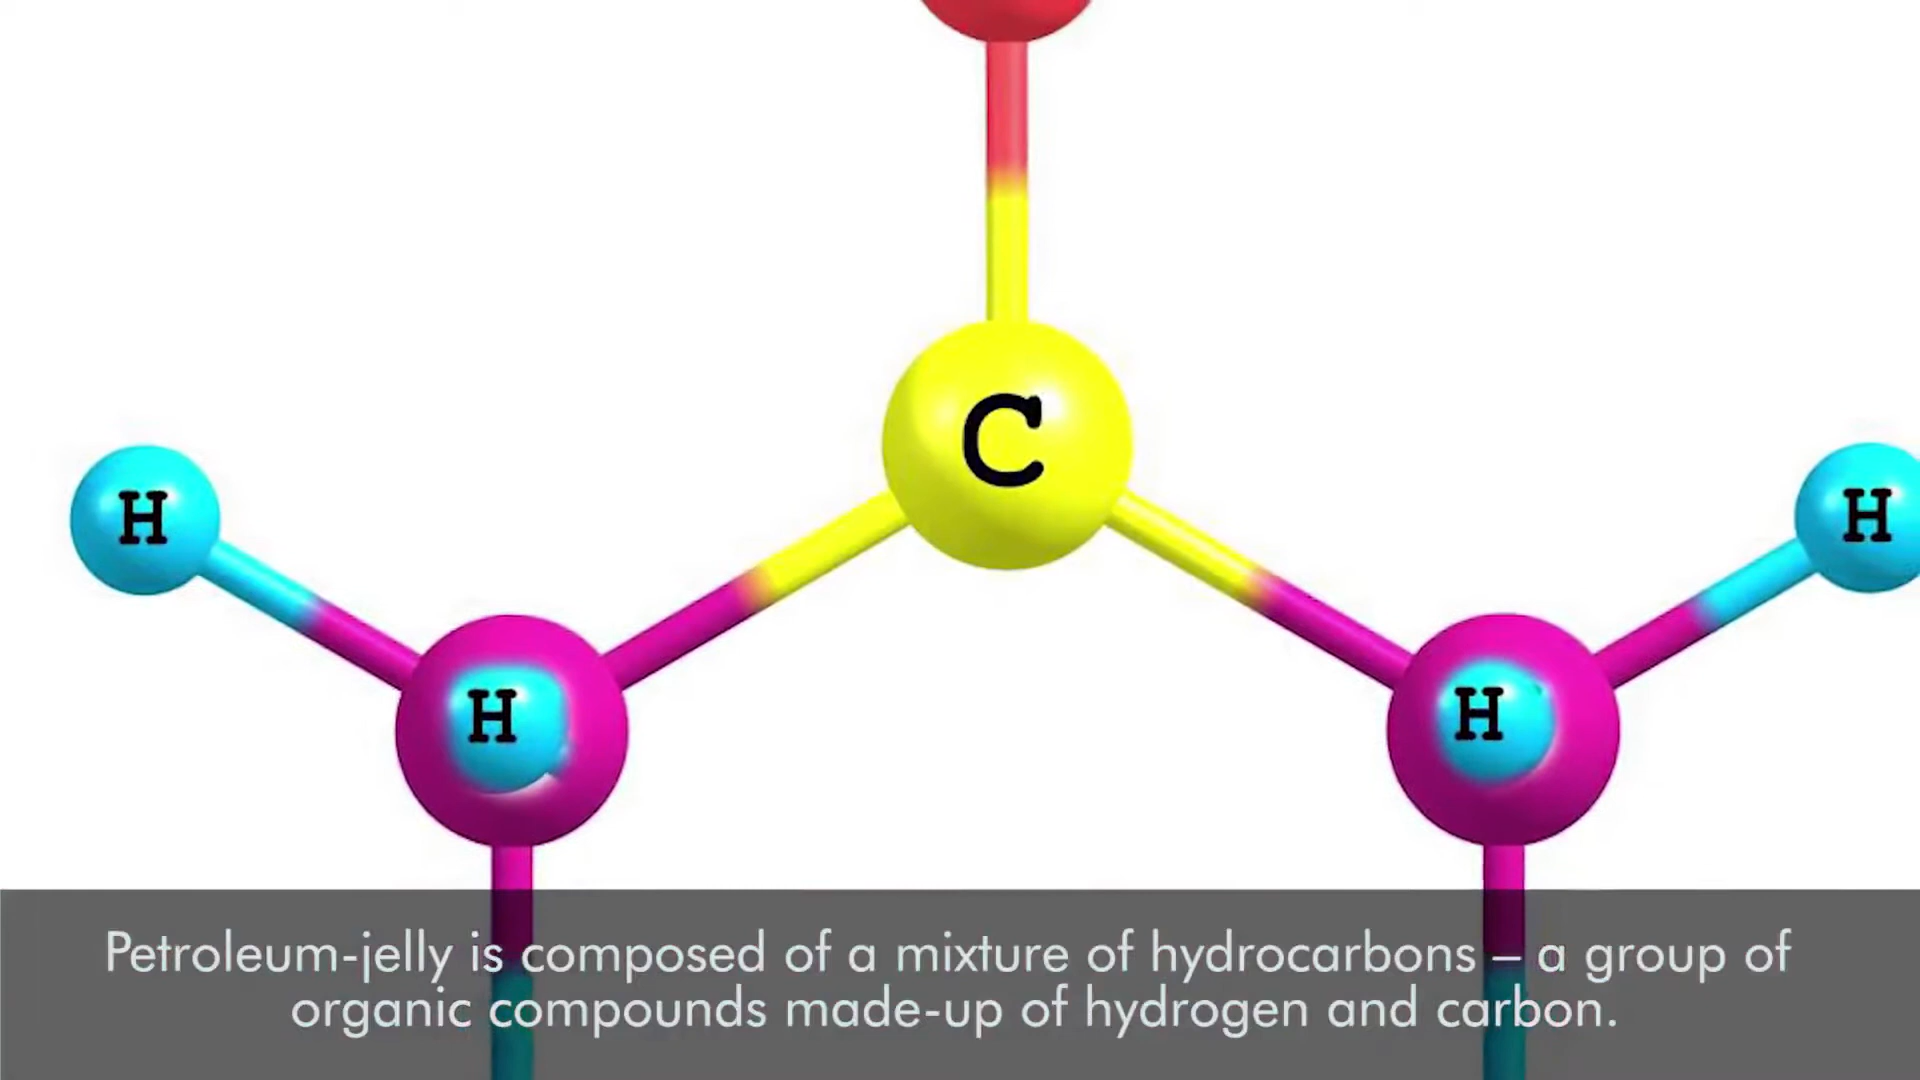 C
H
H
H
H
Petroleum-jelly is composed of a mixture of hydrocarbons – a group of
organic compounds made-up of hydrogen and carbon.